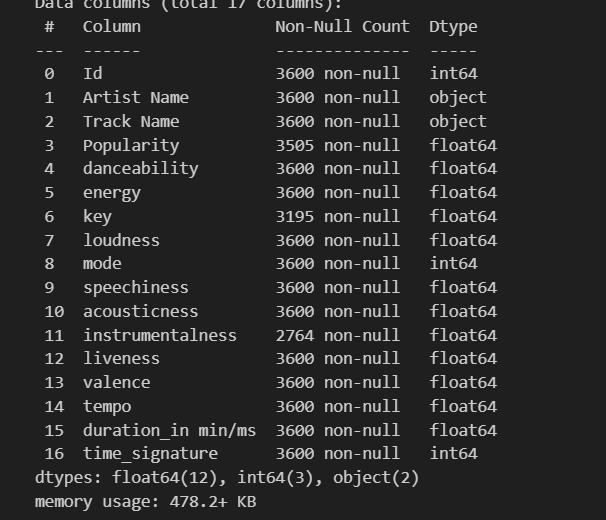 Data columns (total 17 columns):
 #   Column              Non-Null Count  Dtype
---  ------              --------------  -----
 0   Id                  3600 non-null   int64
 1   Artist Name         3600 non-null   object
 2   Track Name          3600 non-null   object
 3   Popularity          3505 non-null   float64
 4   danceability        3600 non-null   float64
 5   energy              3600 non-null   float64
 6   key                 3195 non-null   float64
 7   loudness            3600 non-null   float64
 8   mode                3600 non-null   int64
 9   speechiness         3600 non-null   float64
 10  acousticness        3600 non-null   float64
 11  instrumentalness    2764 non-null   float64
 12  liveness            3600 non-null   float64
 13  valence             3600 non-null   float64
 14  tempo               3600 non-null   float64
 15  duration_in min/ms  3600 non-null   float64
 16  time_signature      3600 non-null   int64
dtypes: float64(12), int64(3), object(2)
memory usage: 478.2+ KB